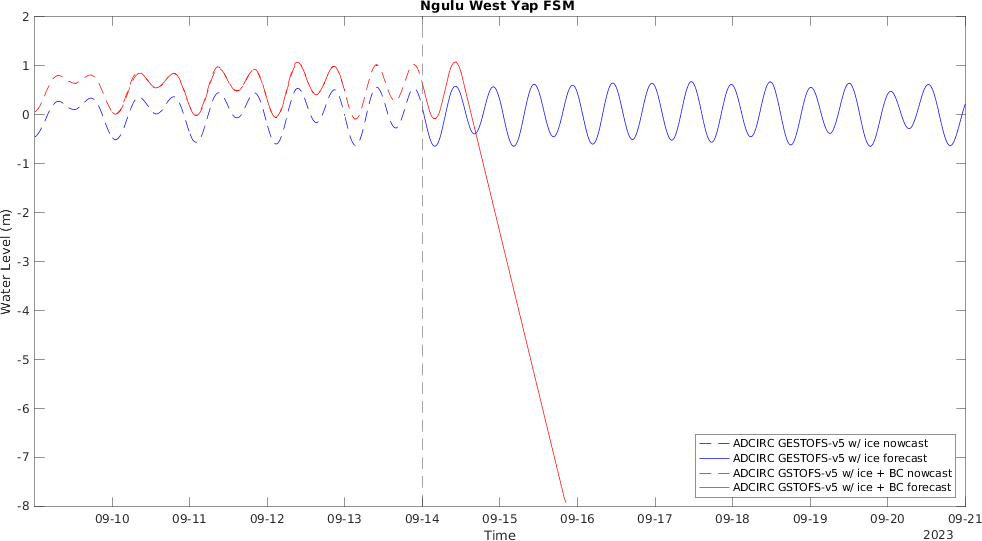 Ngulu West Yap FSM
2
1
0
-1
-2
-3
-4
-5
-6
-7
-8
Water Level (m)
ADCIRC GESTOFS-v5 w/ ice nowcast
ADCIRC GESTOFS-v5 w/ ice forecast
ADCIRC GSTOFS-v5 w/ ice + BC nowcast
ADCIRC GSTOFS-v5 w/ ice + BC forecast
09-10 09-11 09-12 09-13 09-14 09-15 09-16 09-17 09-18 09-19 09-20 09-21
Time
2023